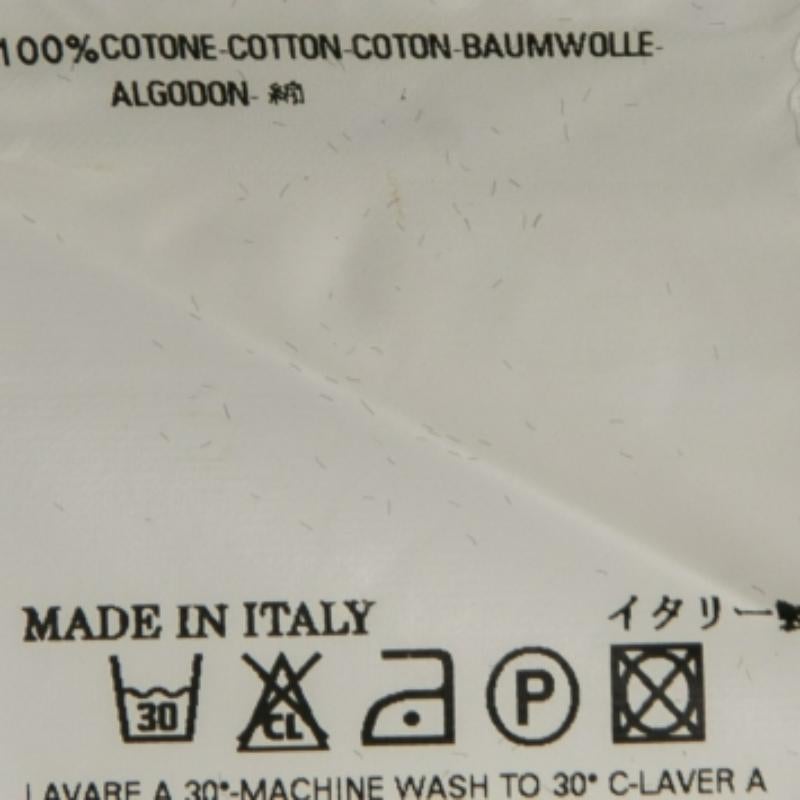 100%COTONE-COTTON-COTON-BAUMWOLLE-
ALGODON- 綿
MADE IN ITALY
イタリー製
30 CL P
LAVARE A 30°-MACHINE WASH TO 30° C-LAVER A